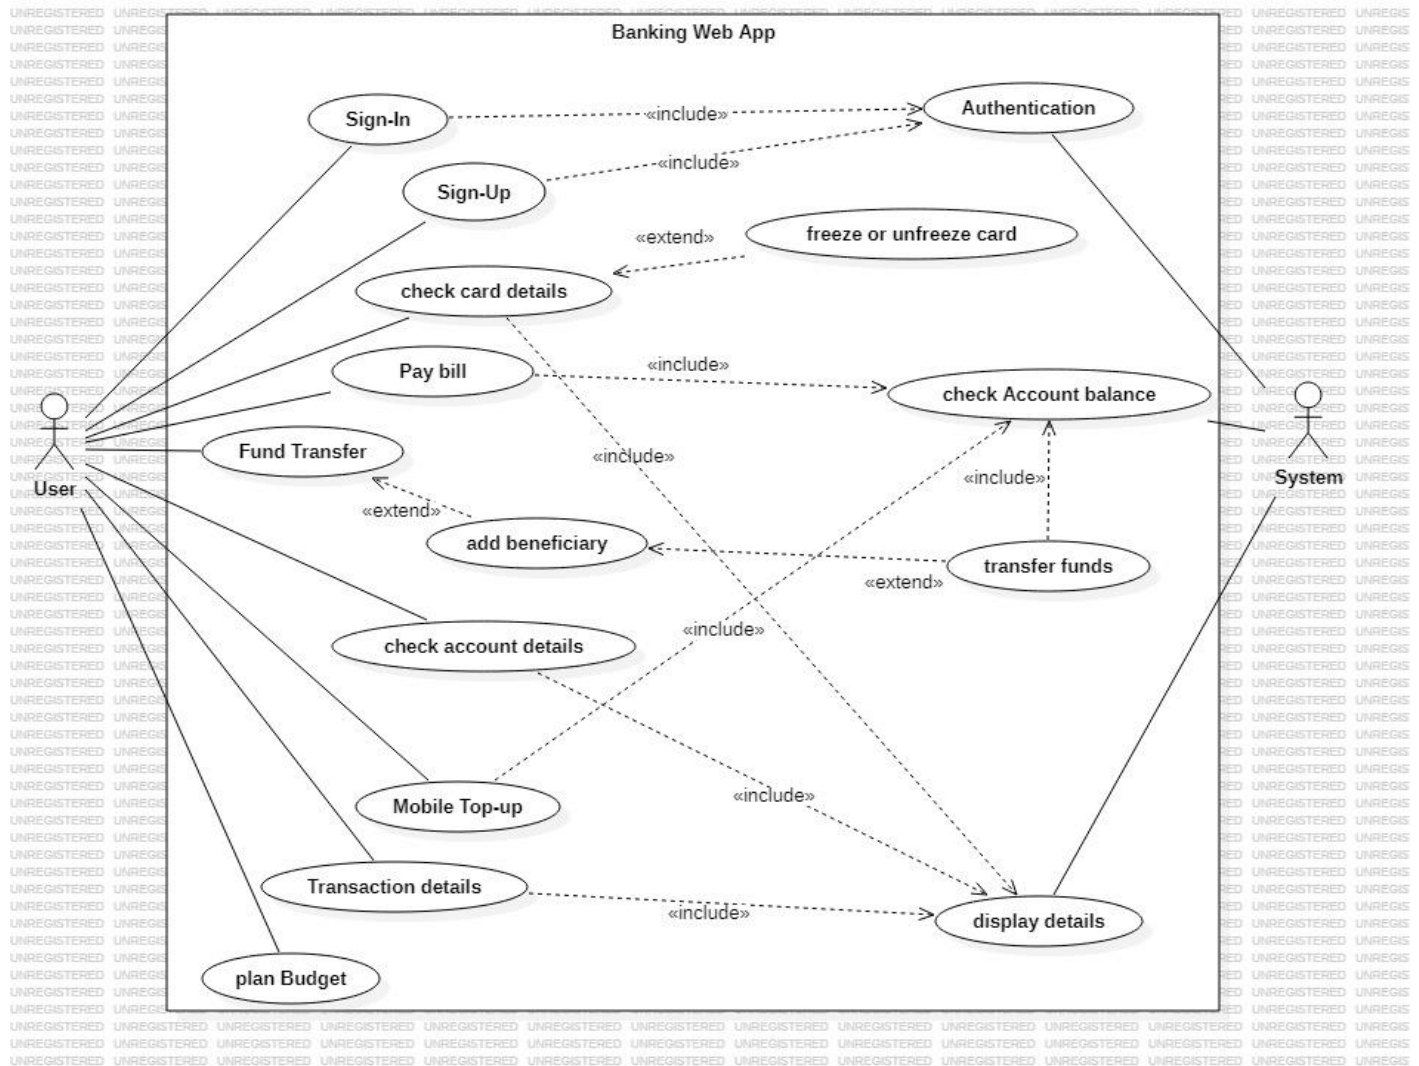 Banking Web App
Sign-In
«include»
Authentication
Sign-Up
«include»
freeze or unfreeze card
«extend»
check card details
Pay bill
«include»
check Account balance
Fund Transfer
«include»
User
System
«include»
«extend»
add beneficiary
transfer funds
«extend»
check account details
«include»
Mobile Top-up
«include»
Transaction details
«include»
display details
plan Budget
UNREGISTERED